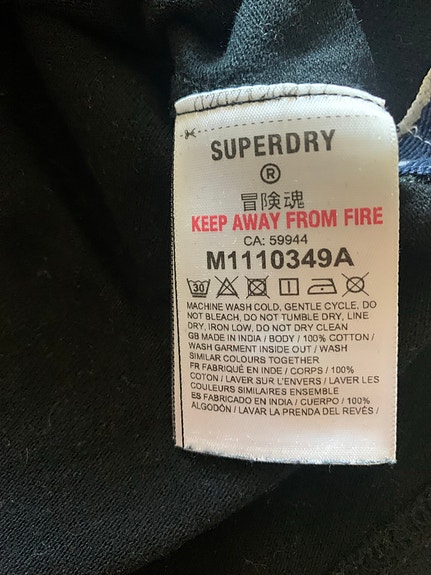 SUPERDRY
®
冒険魂
KEEP AWAY FROM FIRE
CA: 59944
M1110349A
30
MACHINE WASH COLD, GENTLE CYCLE, DO
NOT BLEACH, DO NOT TUMBLE DRY, LINE
DRY, IRON LOW, DO NOT DRY CLEAN
GB MADE IN INDIA / BODY / 100% COTTON /
WASH GARMENT INSIDE OUT / WASH
SIMILAR COLOURS TOGETHER
FR FABRIQUÉ EN INDE / CORPS / 100%
COTON / LAVER SUR L'ENVERS / LAVER LES
COULEURS SIMILAIRES ENSEMBLE
ES FABRICADO EN INDIA / CUERPO / 100%
ALGODÓN / LAVAR LA PRENDA DEL REVÉS /